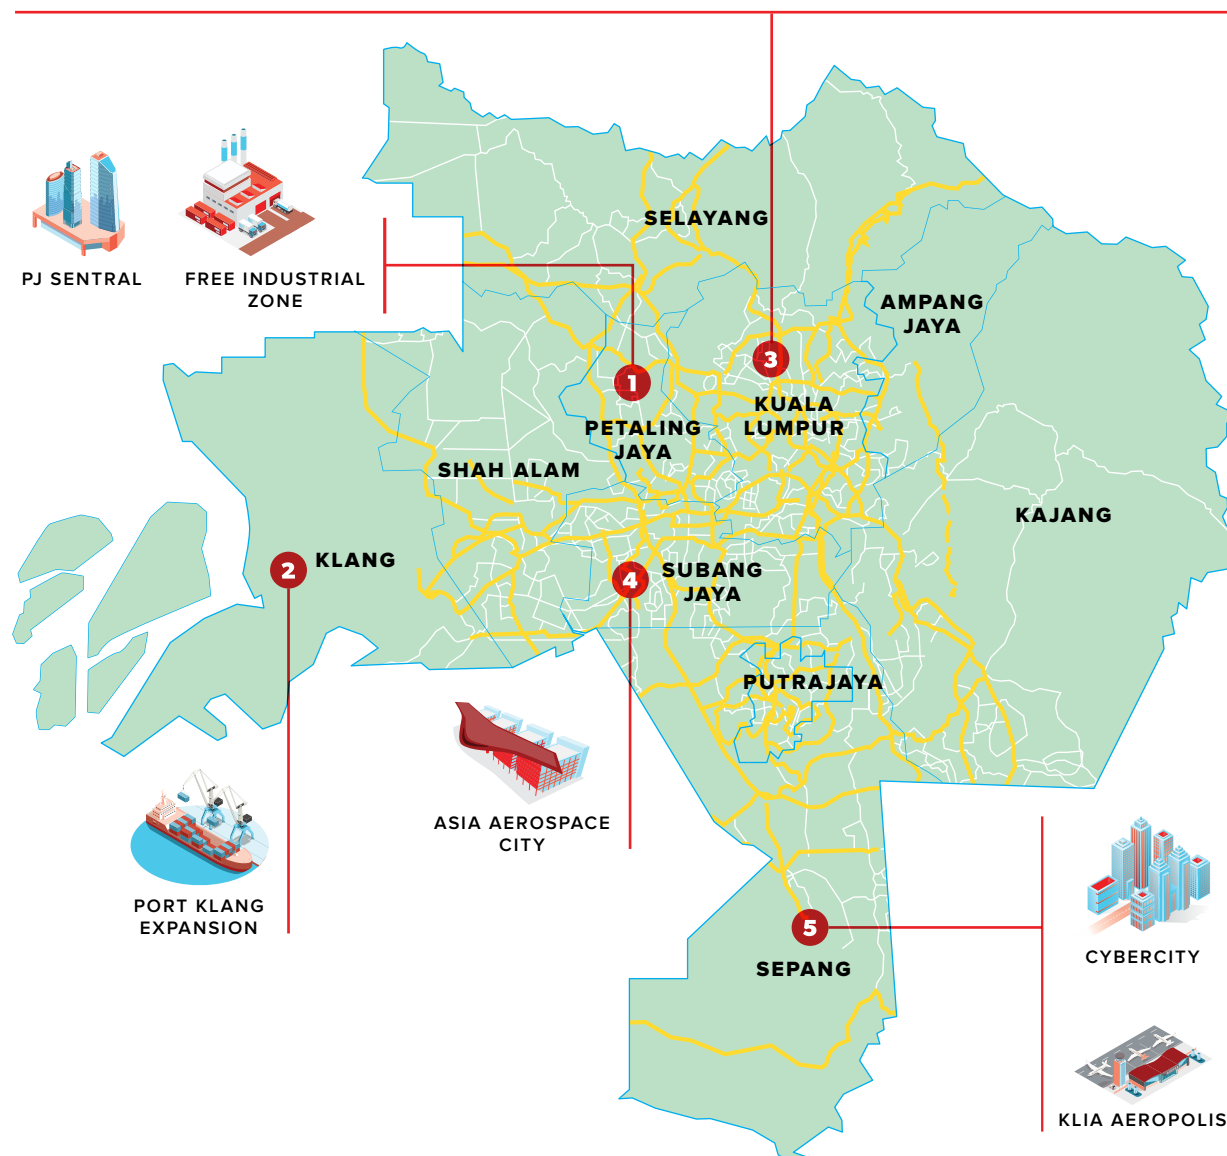 SELAYANG
PJ SENTRAL
FREE INDUSTRIAL
ZONE
AMPANG
JAYA
3
1
KUALA
LUMPUR
PETALING
JAYA
SHAH ALAM
KAJANG
2
KLANG
4
SUBANG
JAYA
PUTRAJAYA
ASIA AEROSPACE
CITY
PORT KLANG
EXPANSION
5
SEPANG
CYBERCITY
KLIA AEROPOLIS